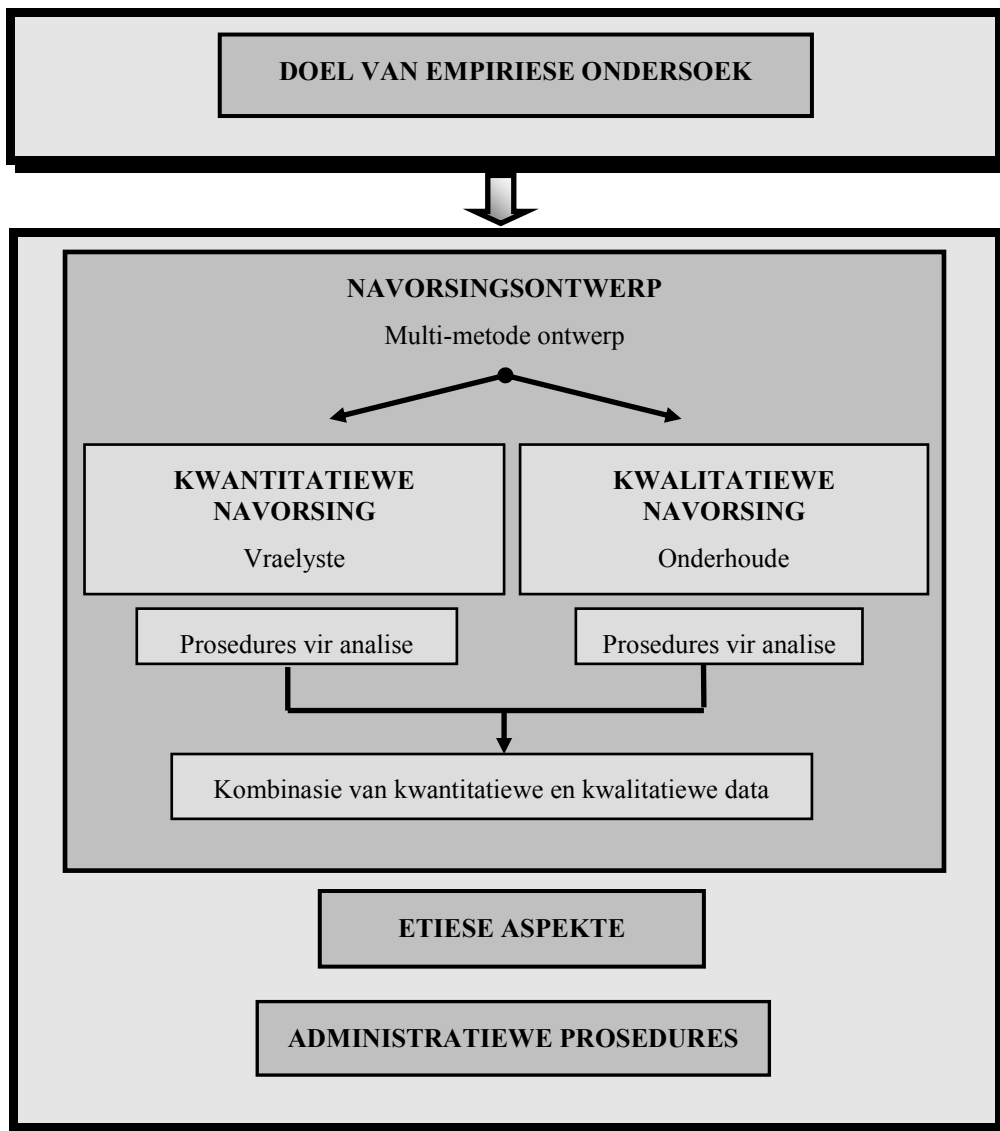 DOEL VAN EMPIRIESE ONDERSOEK
NAVORSINGSONTWERP
Multi-metode ontwerp
KWANTITATIEWE
NAVORSING
Vraelyste
KWALITATIEWE
NAVORSING
Onderhoude
Prosedures vir analise
Prosedures vir analise
Kombinasie van kwantitatiewe en kwalitatiewe data
ETIESE ASPEKTE
ADMINISTRATIEWE PROSEDURES